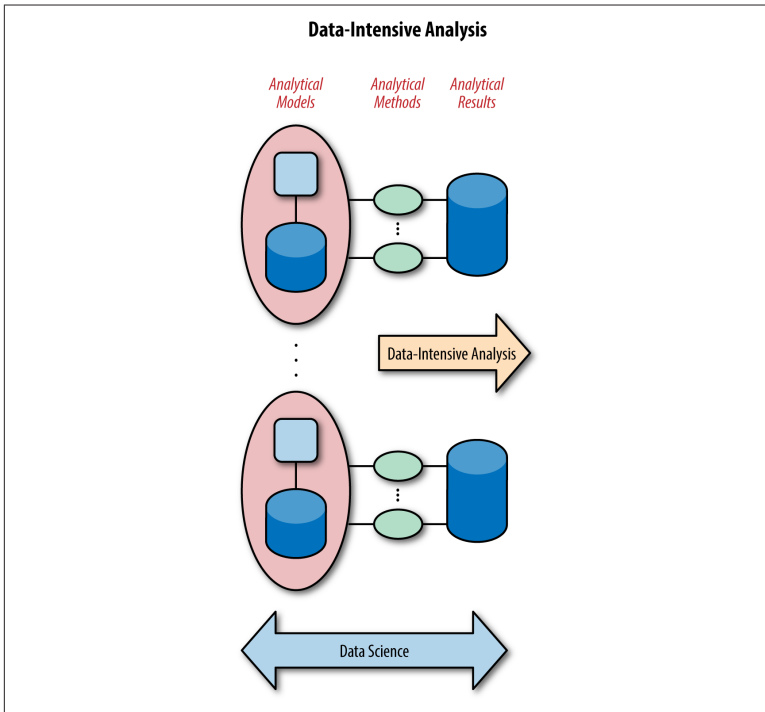 Data-Intensive Analysis
Analytical
Models
Analytical
Methods
Analytical
Results
Data-Intensive Analysis
Data Science